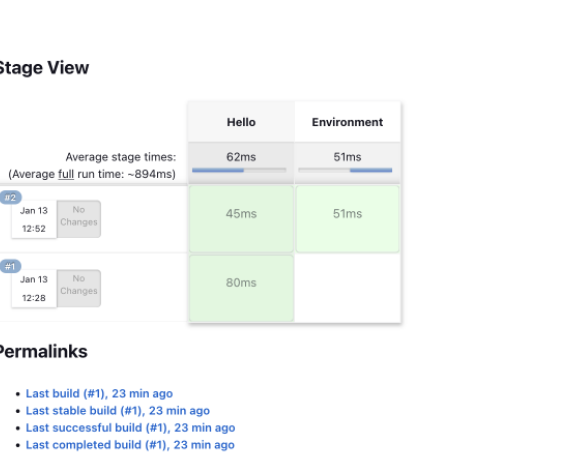 Stage View
Hello Environment
Average stage times: 62ms 51ms
(Average full run time: ~894ms)
#2
Jan 13
12:52
No
Changes
45ms 51ms
#1
Jan 13
12:28
No
Changes
80ms
Permalinks
• Last build (#1), 23 min ago
• Last stable build (#1), 23 min ago
• Last successful build (#1), 23 min ago
• Last completed build (#1), 23 min ago